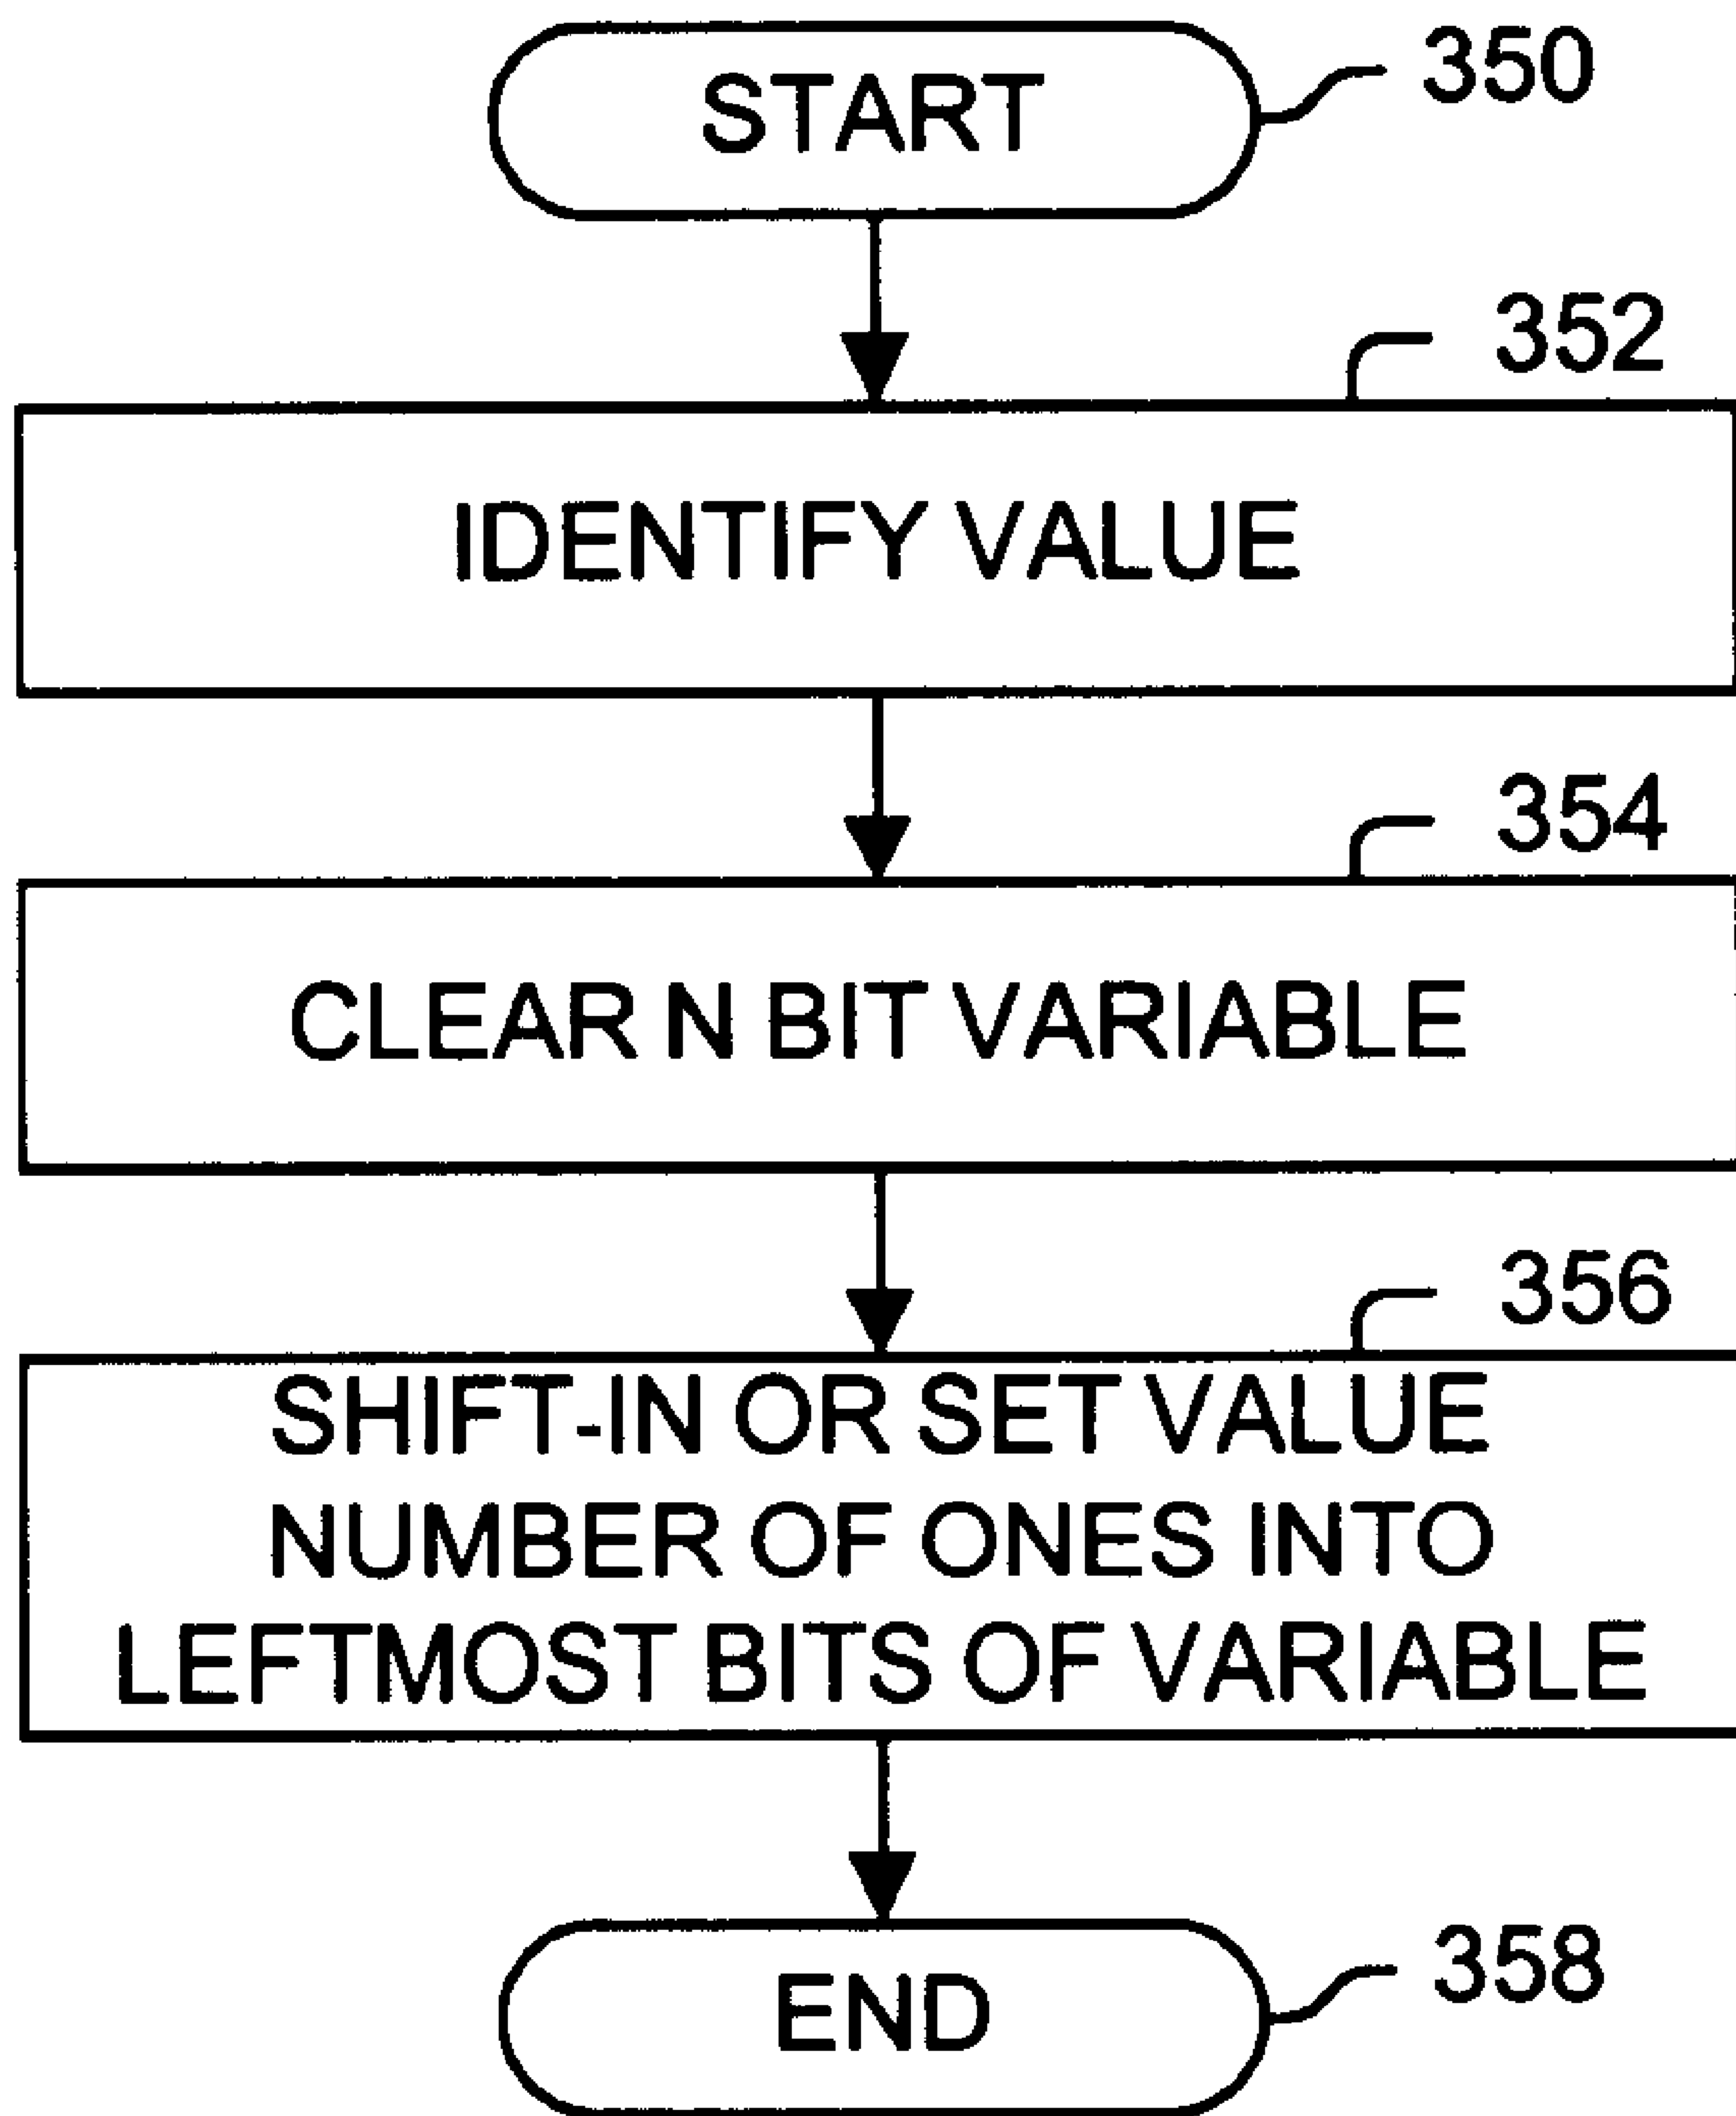 START
350
352
IDENTIFY VALUE
354
CLEAR N BIT VARIABLE
356
SHIFT-IN OR SET VALUE
NUMBER OF ONES INTO
LEFTMOST BITS OF VARIABLE
END
358